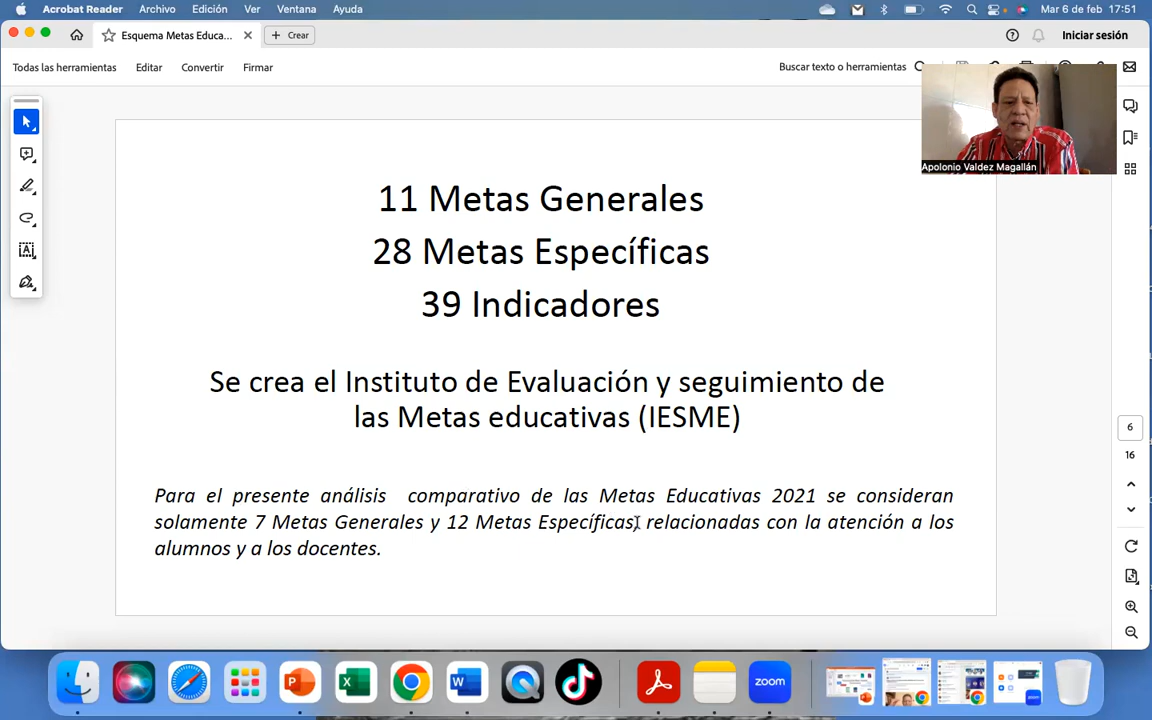 Acrobat Reader Archivo Edición Ver Ventana Ayuda Mar 6 de feb 17:51
Esquema Metas Educa... Crear Iniciar sesión
Todas las herramientas Editar Convertir Firmar Buscar texto o herramientas
Apolonio Valdez Magallán
11 Metas Generales
28 Metas Específicas
39 Indicadores
Se crea el Instituto de Evaluación y seguimiento de
las Metas educativas (IESME)
6
16
Para el presente análisis comparativo de las Metas Educativas 2021 se consideran
solamente 7 Metas Generales y 12 Metas Específicas, relacionadas con la atención a los
alumnos y a los docentes.
zoom